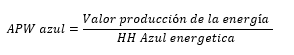 APW azul = Valor producción de la energía
HH Azul energetica